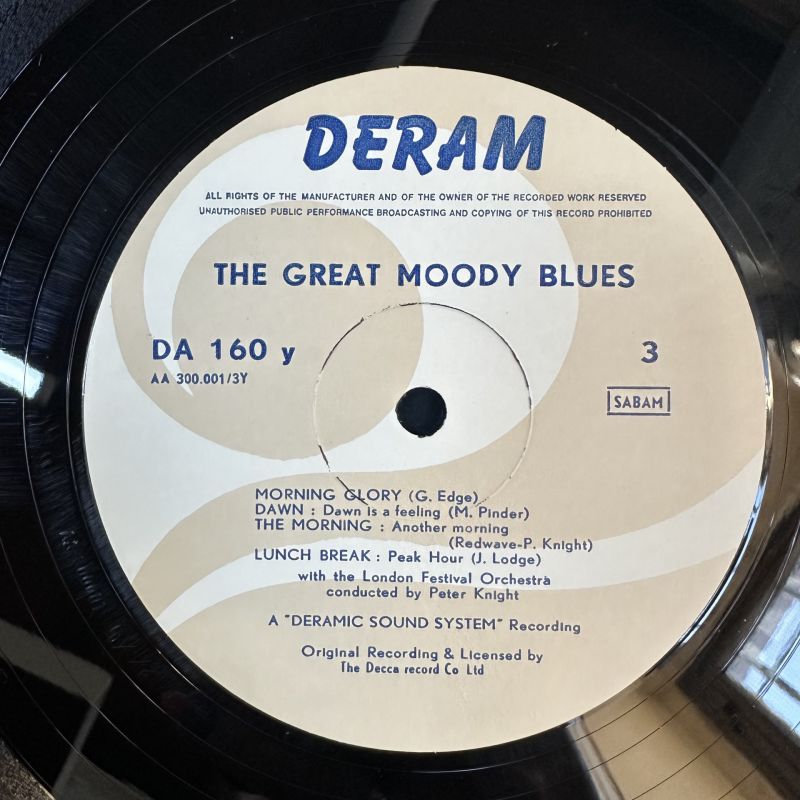 DERAM
ALL RIGHTS OF THE MANUFACTURER AND OF THE OWNER OF THE RECORDED WORK RESERVED
UNAUTHORISED PUBLIC PERFORMANCE BROADCASTING AND COPYING OF THIS RECORD PROHIBITED
THE GREAT MOODY BLUES
DA 160 y
3
AA 300.001/3Y
SABAM
MORNING GLORY (G. Edge)
DAWN : Dawn is a feeling (M. Pinder)
THE MORNING : Another morning
(Redwave-P. Knight)
LUNCH BREAK : Peak Hour (J. Lodge)
with the London Festival Orchestra
conducted by Peter Knight
A "DERAMIC SOUND SYSTEM" Recording
Original Recording & Licensed by
The Decca record Co Ltd